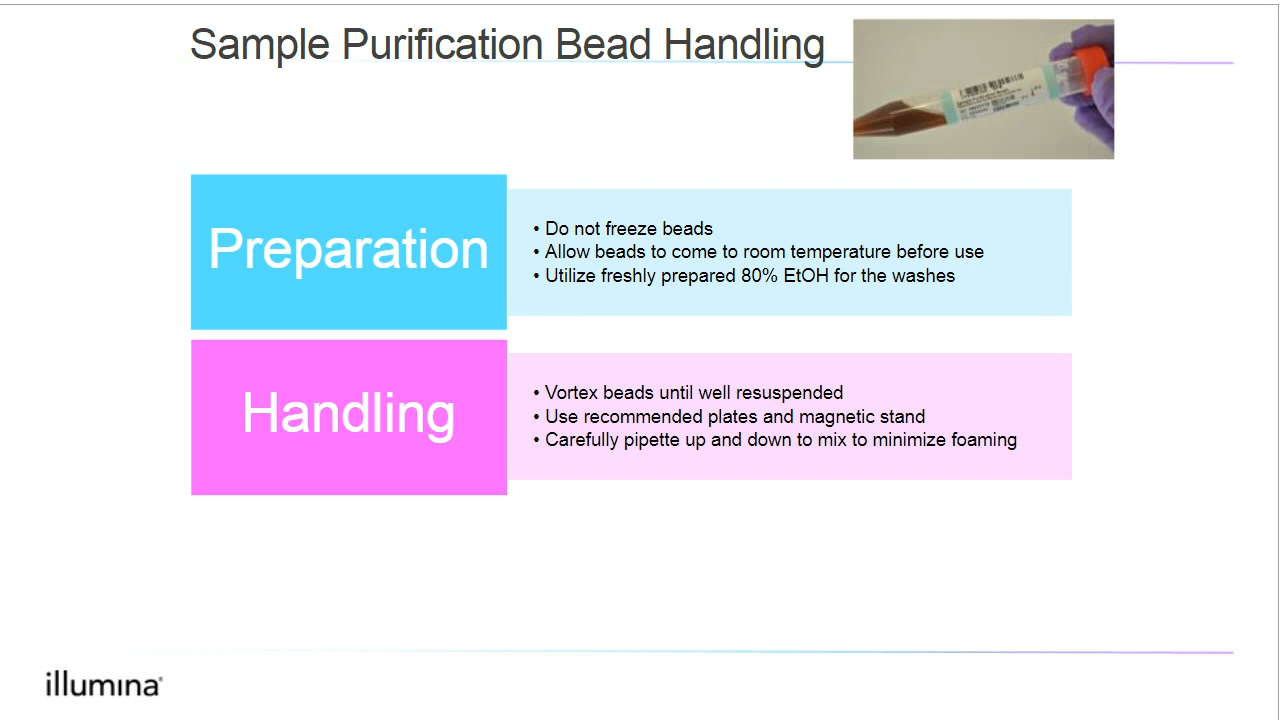 Sample Purification Bead Handling
Preparation
• Do not freeze beads
• Allow beads to come to room temperature before use
• Utilize freshly prepared 80% EtOH for the washes
Handling
• Vortex beads until well resuspended
• Use recommended plates and magnetic stand
• Carefully pipette up and down to mix to minimize foaming
illumina®